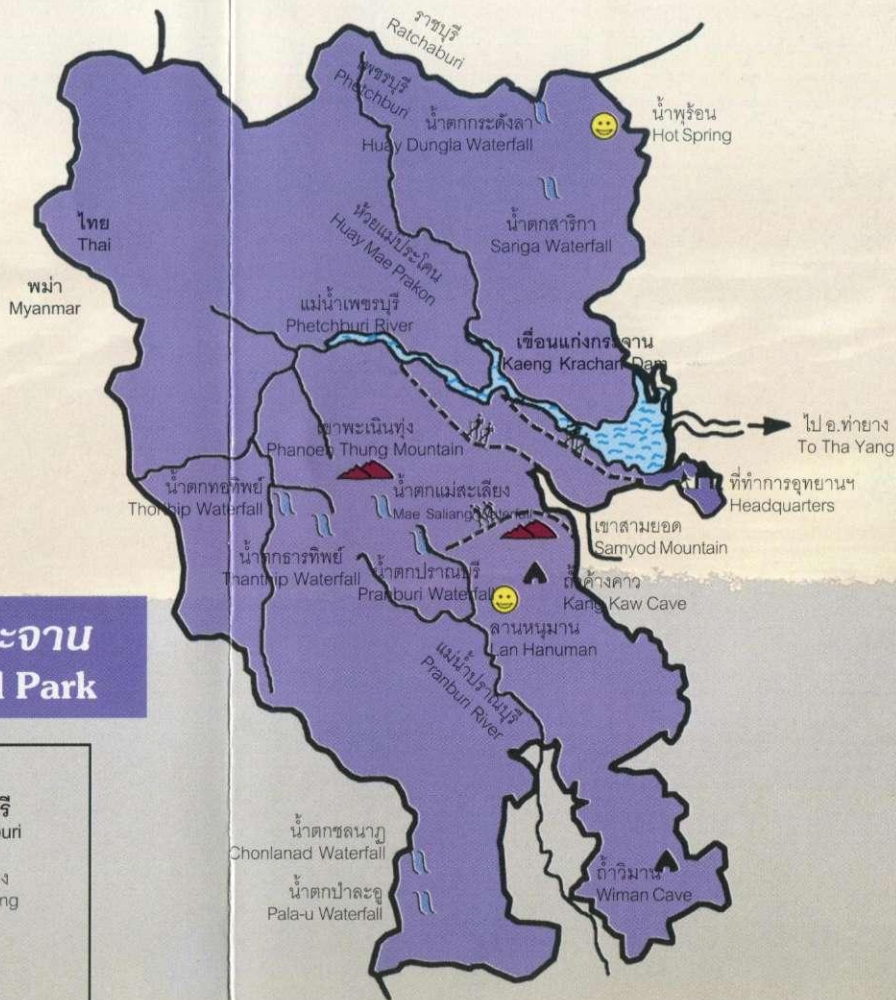 ราชบุรี
Ratchaburi
เพชรบุรี
Phetchburi
น้ำตกกระดังลา
Huay Dungla Waterfall
น้ำพุร้อน
Hot Spring
น้ำตกสาริกา
Sariga Waterfall
ห้วยแม่ประโดน
Huay Mae Prakon
ไทย
Thai
พม่า
Myanmar
แม่น้ำเพชรบุรี
Phetchburi River
เขื่อนแก่งกระจาน
Kaeng Krachan Dam
ไป อ.ท่ายาง
To Tha Yang
เขาพะเนินทุ่ง
Phanoen Thung Mountain
ที่ทำการอุทยานฯ
Headquarters
น้ำตกทอทิพย์
Thorthip Waterfall
น้ำตกแม่สะเลียง
Mae Saliang Waterfall
เขาสามยอด
Samyod Mountain
น้ำตกธารทิพย์
Thanthip Waterfall
น้ำตกปราณบุรี
Pranburi Waterfall
ถ้ำค้างคาว
Kang Kaw Cave
ลานหนุมาน
Lan Hanuman
ะจาน
l Park
แม่น้ำปราณบุรี
Pranburi River
รี
uri
ง
ng
น้ำตกชลนาฏ
Chonlanad Waterfall
น้ำตกป่าละอู
Pala-u Waterfall
ถ้ำวิมาน
Wiman Cave